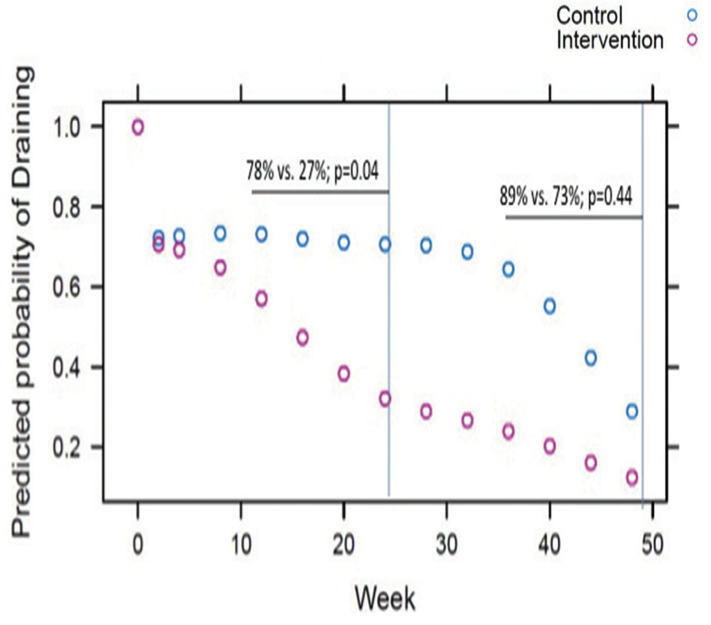 Control
Intervention
Predicted probability of Draining
1.0
0.8
0.6
0.4
0.2
78% vs. 27%; p=0.04
89% vs. 73%; p=0.44
0 10 20 30 40 50
Week